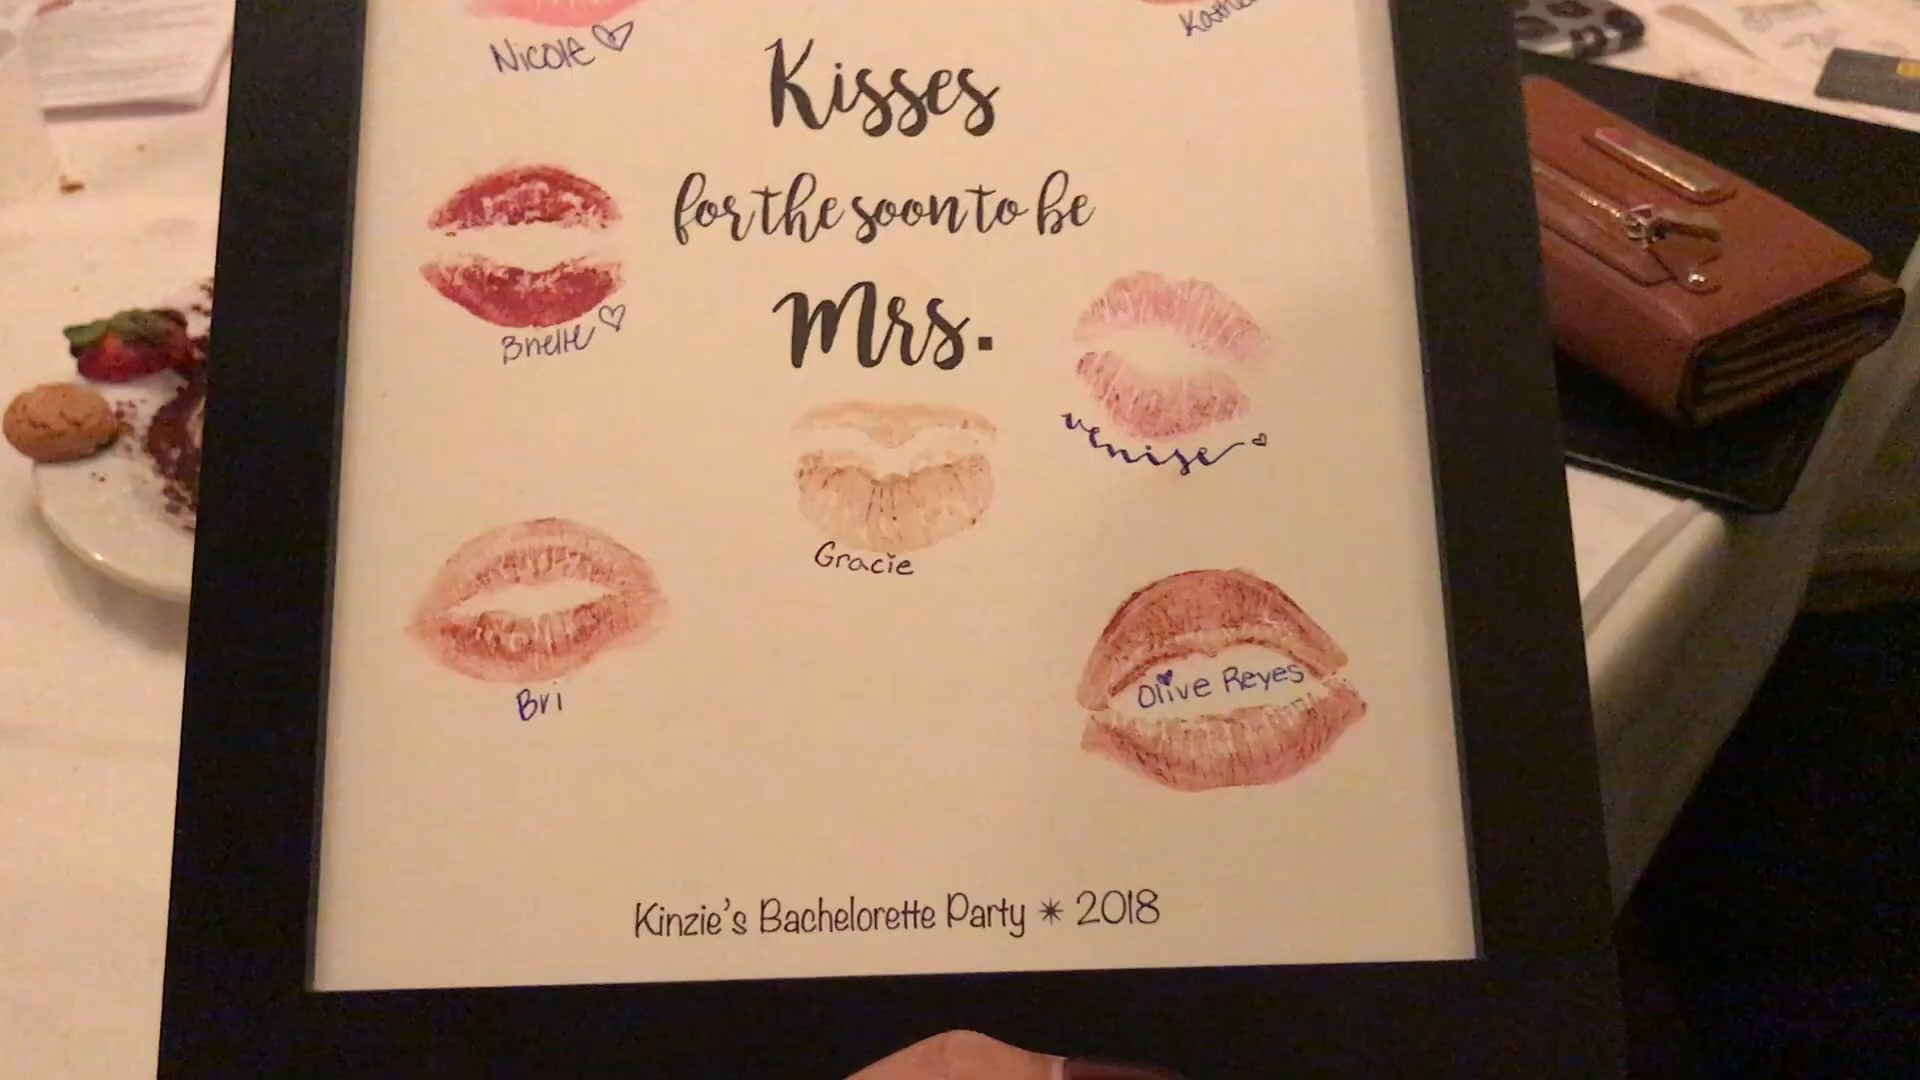 Nicole
Kisses
for the soon to be
Mrs.
Brielle
venise
Gracie
Bri
Olive Reyes
Kinzie's Bachelorette Party * 2018